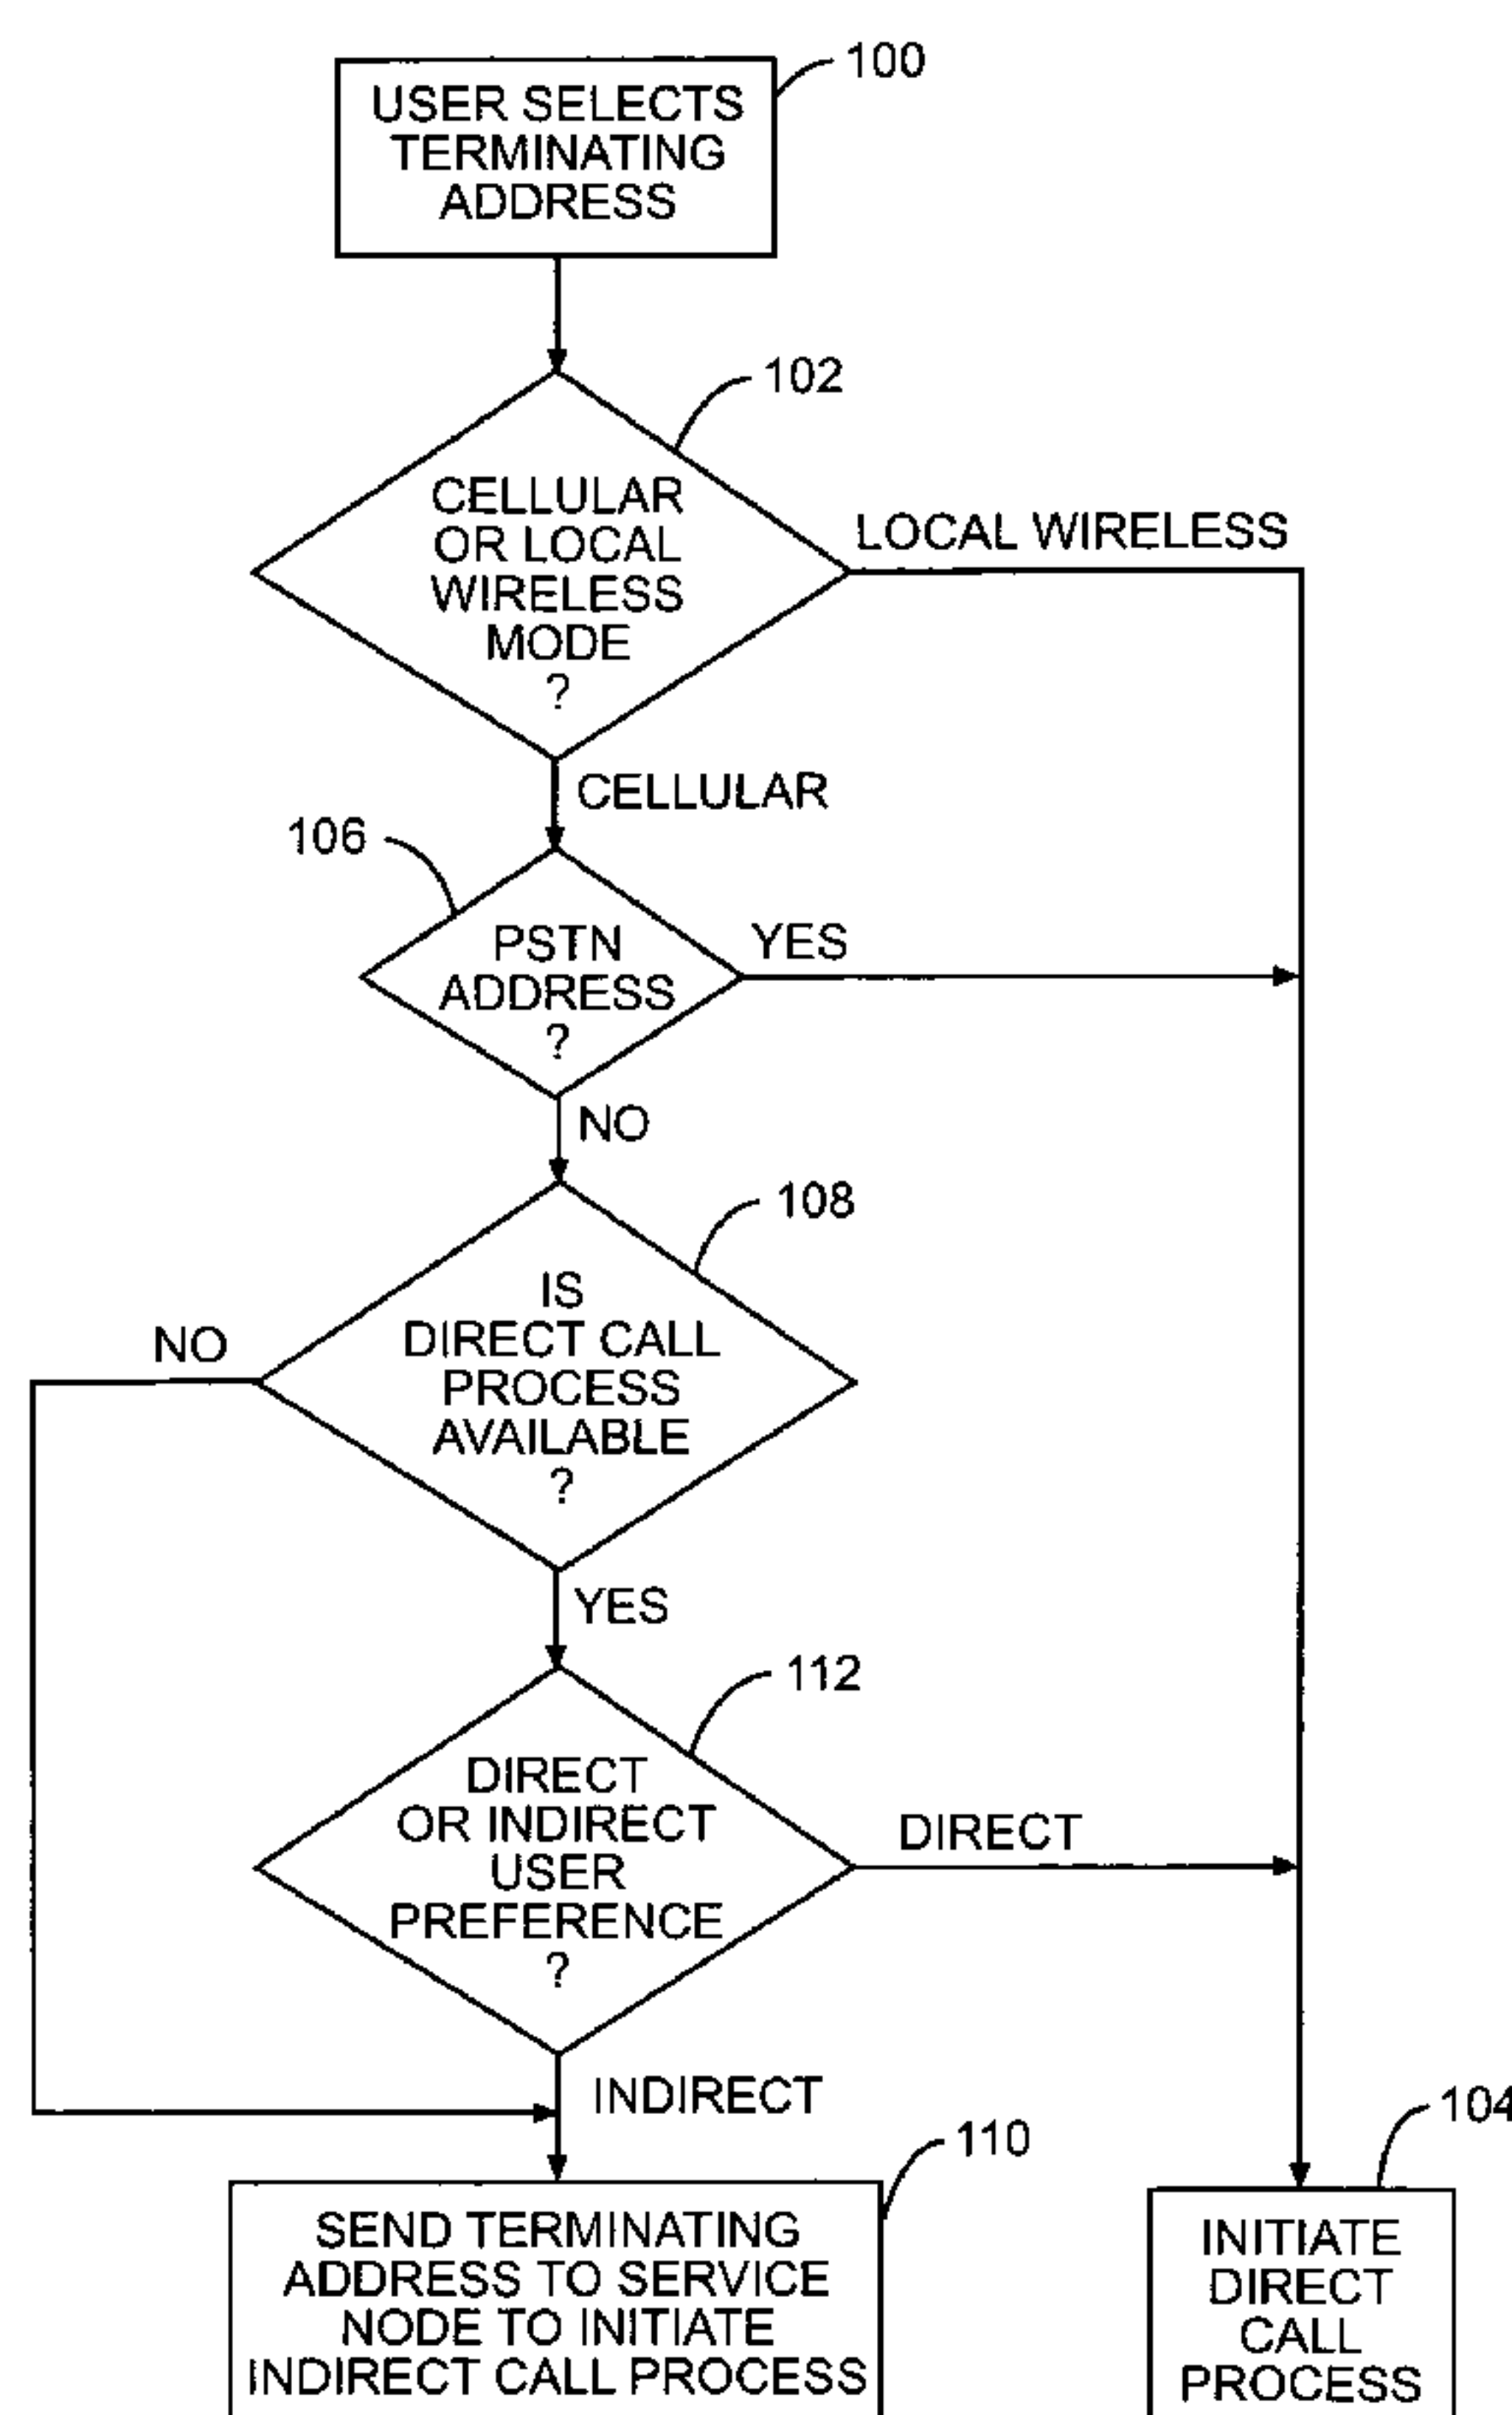 100
USER SELECTS
TERMINATING
ADDRESS
102
CELLULAR
OR LOCAL
WIRELESS
MODE
?
LOCAL WIRELESS
CELLULAR
106
PSTN
ADDRESS
?
YES
NO
108
IS
DIRECT CALL
PROCESS
AVAILABLE
?
NO
YES
112
DIRECT
OR INDIRECT
USER
PREFERENCE
?
DIRECT
INDIRECT
110
SEND TERMINATING
ADDRESS TO SERVICE
NODE TO INITIATE
INDIRECT CALL PROCESS
104
INITIATE
DIRECT
CALL
PROCESS